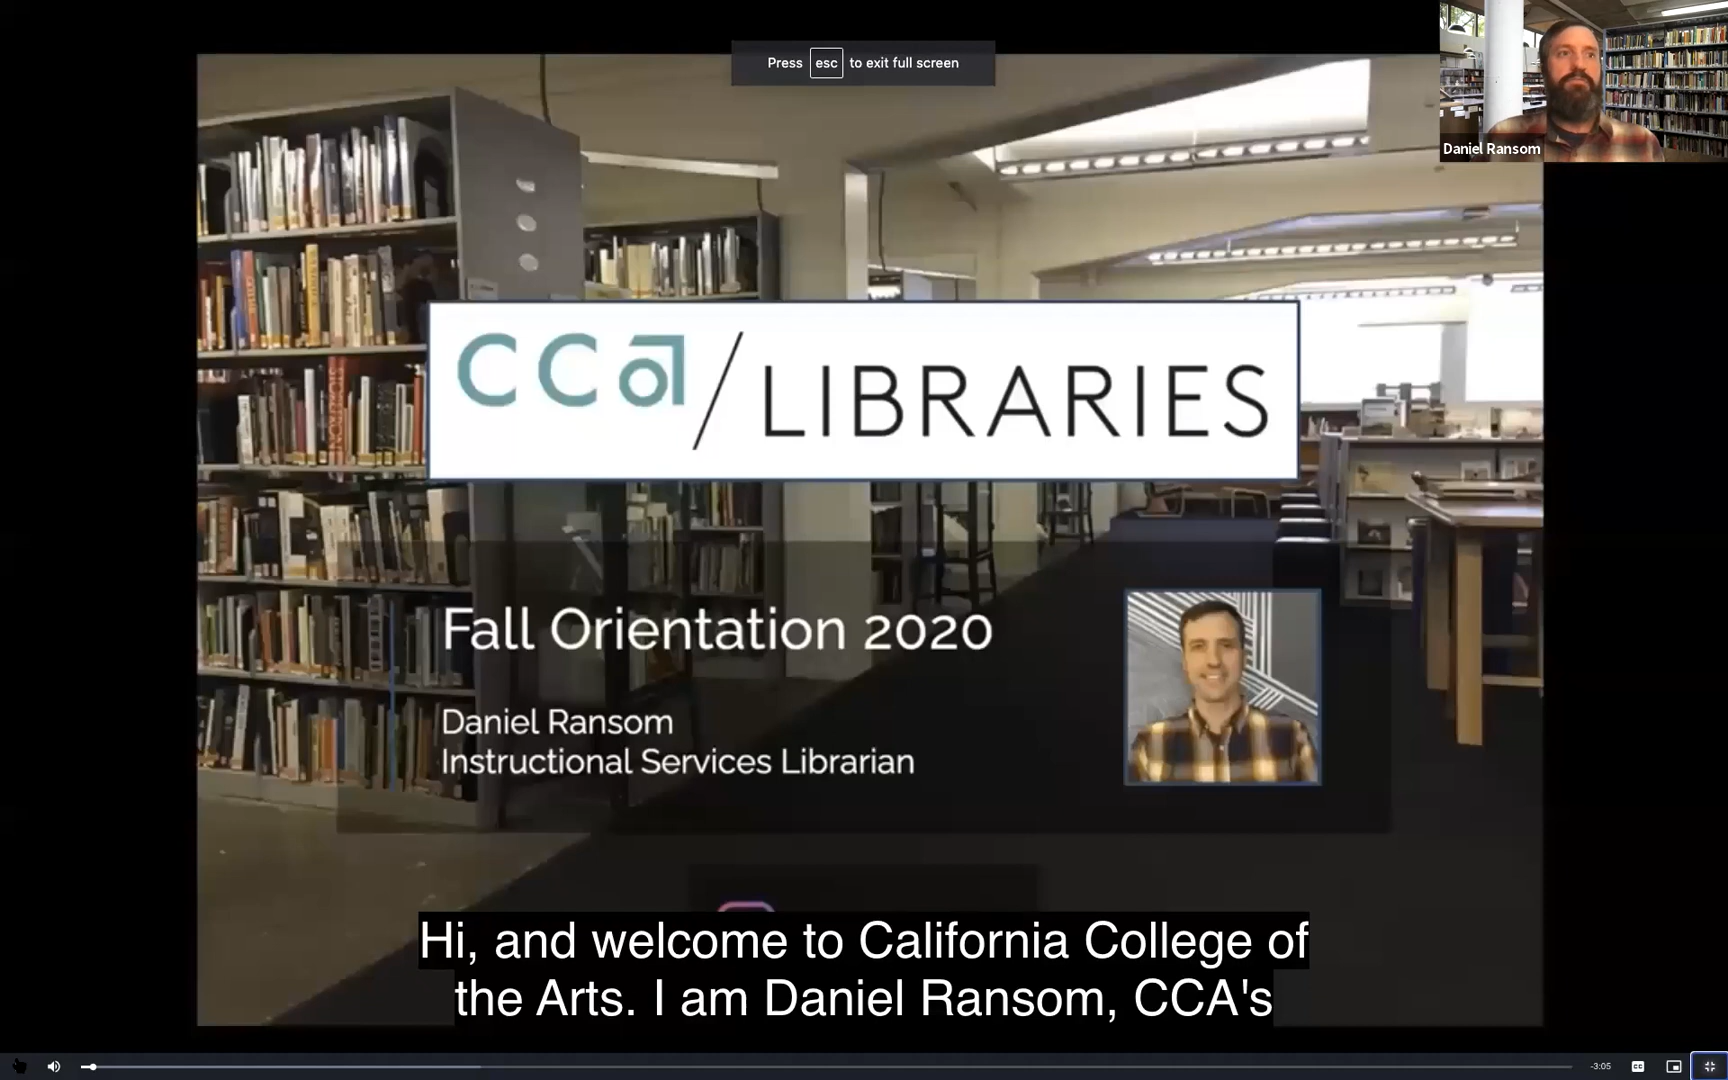 Press esc to exit full screen
Daniel Ransom
CCA / LIBRARIES
Fall Orientation 2020
Daniel Ransom
Instructional Services Librarian
Hi, and welcome to California College of
the Arts. I am Daniel Ransom, CCA's
-3:05
CC